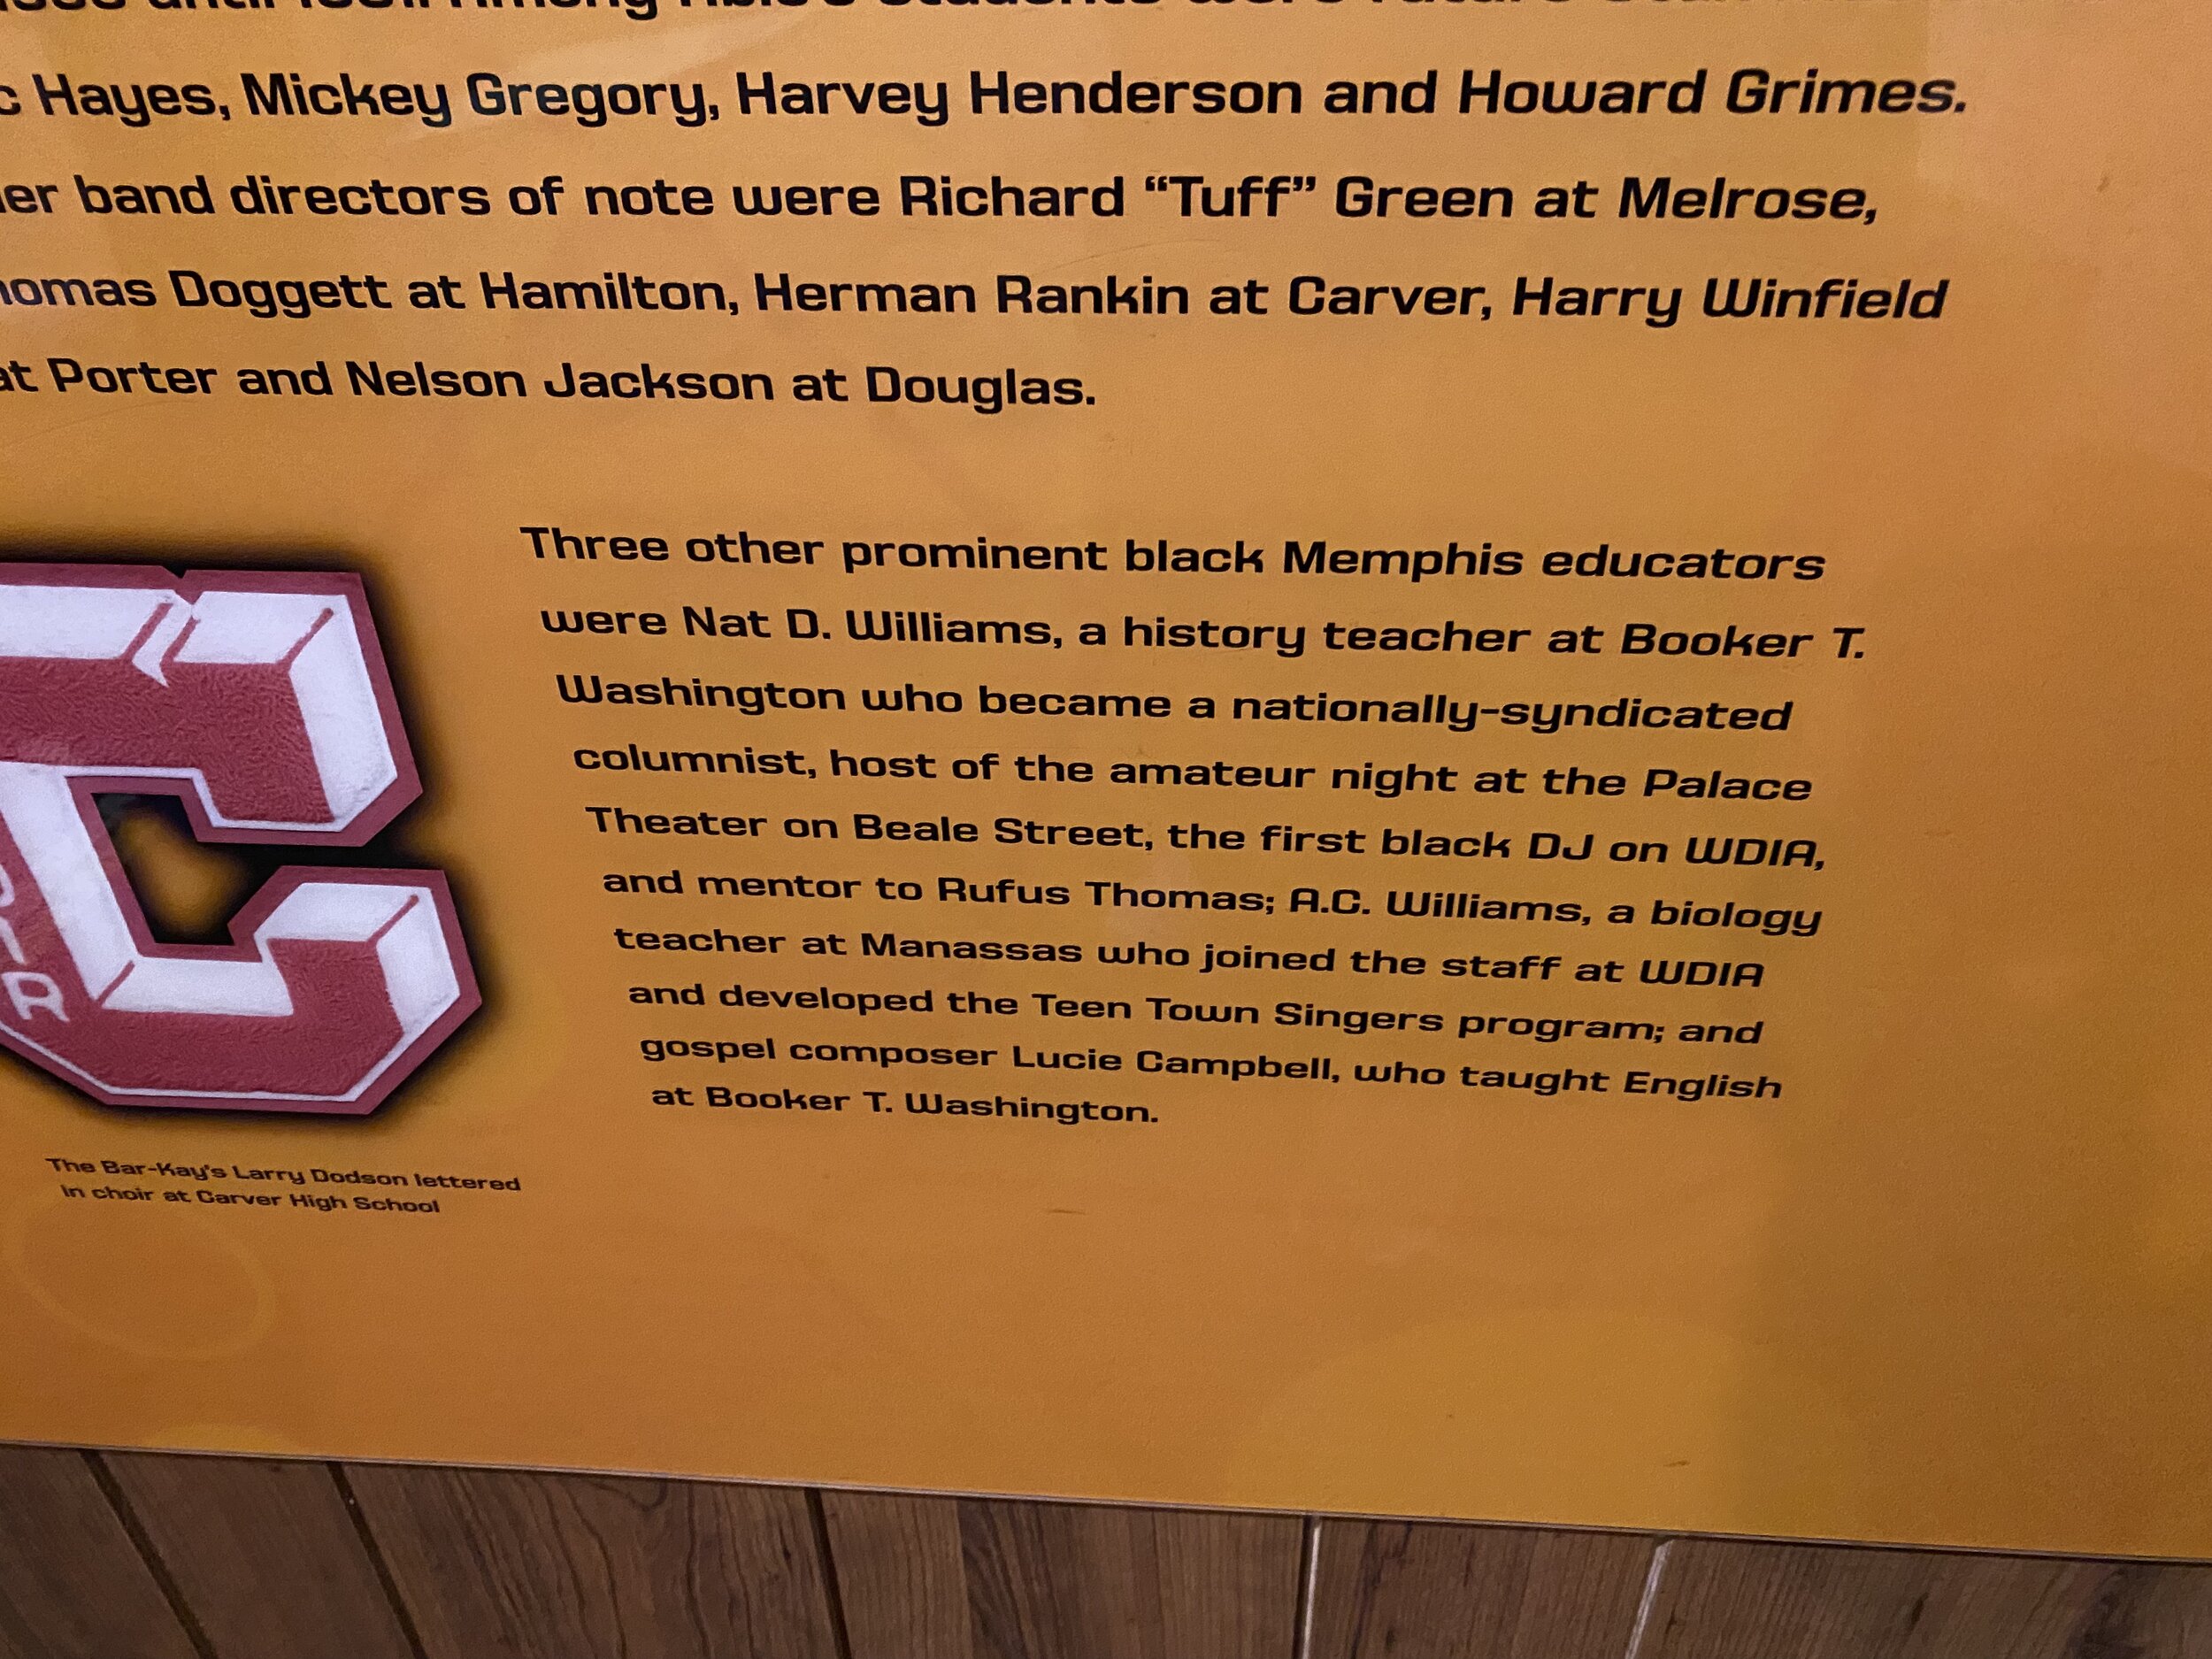 Hayes, Mickey Gregory, Harvey Henderson and Howard Grimes.
band directors of note were Richard “Tuff” Green at Melrose,
Doggett at Hamilton, Herman Rankin at Carver, Harry Winfield
at Porter and Nelson Jackson at Douglas.
Three other prominent black Memphis educators
were Nat D. Williams, a history teacher at Booker T.
Washington who became a nationally-syndicated
columnist, host of the amateur night at the Palace
Theater on Beale Street, the first black DJ on WDIA,
and mentor to Rufus Thomas; A.C. Williams, a biology
teacher at Manassas who joined the staff at WDIA
and developed the Teen Town Singers program; and
gospel composer Lucie Campbell, who taught English
at Booker T. Washington.
C
The Bar-Kay's Larry Dodson lettered
in choir at Carver High School